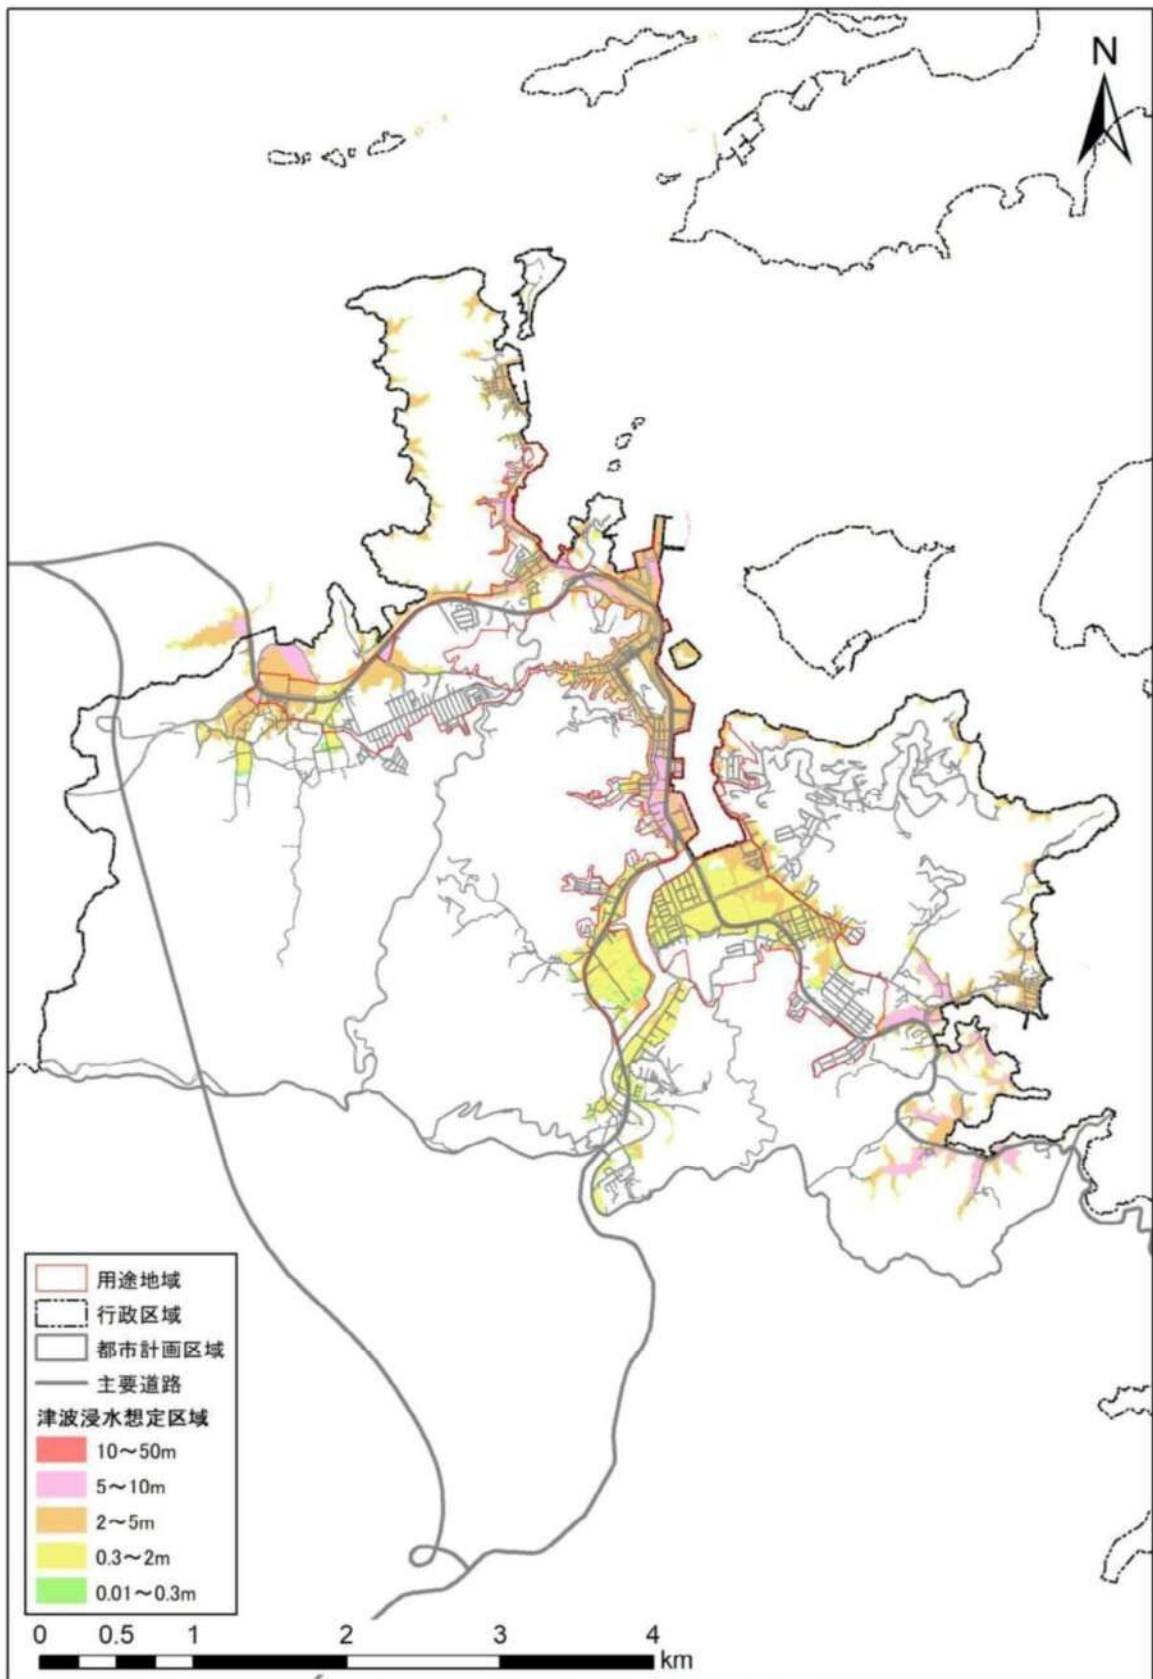 N
用途地域
行政区域
都市計画区域
主要道路
津波浸水想定区域
10～50m
5～10m
2～5m
0.3～2m
0.01～0.3m
0 0.5 1 2 3 4
km